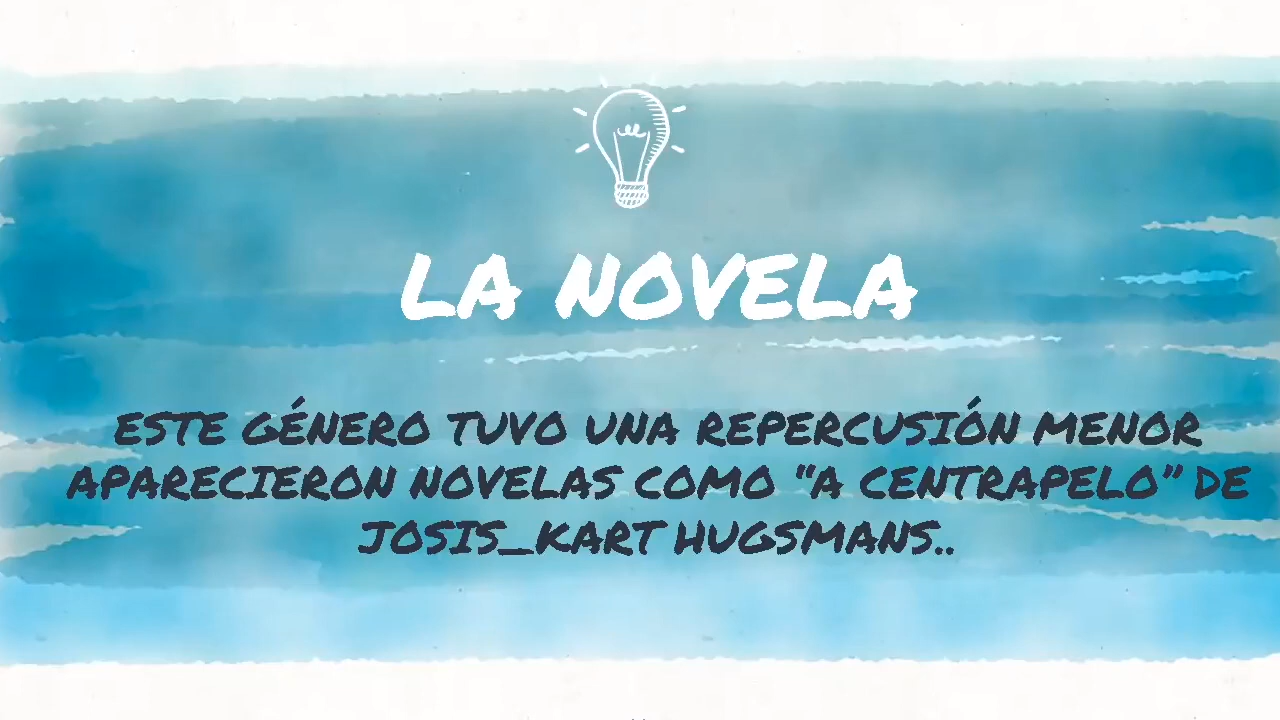 LA NOVELA
ESTE GÉNERO TUVO UNA REPERCUSIÓN MENOR
APARECIERON NOVELAS COMO “A CENTRAPELO” DE
JOSIS_KART HUGSMANS..